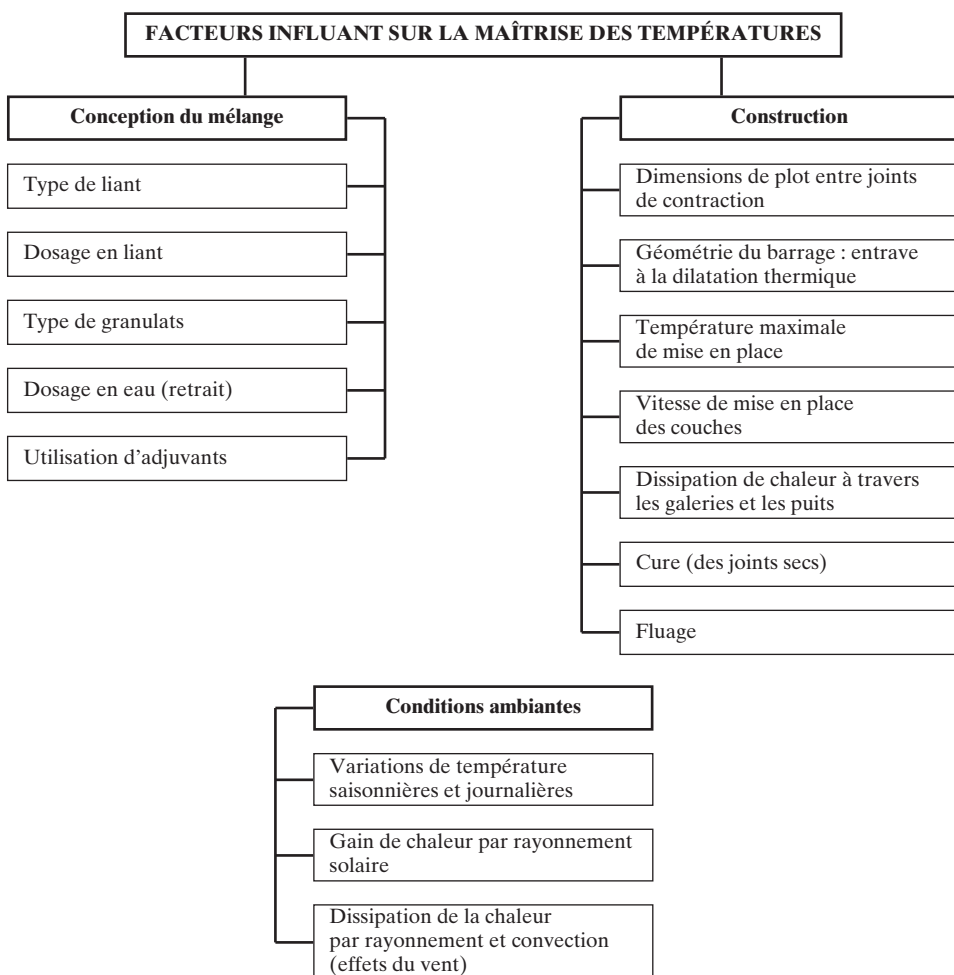 FACTEURS INFLUANT SUR LA MAÎTRISE DES TEMPÉRATURES
Conception du mélange
Type de liant
Dosage en liant
Type de granulats
Dosage en eau (retrait)
Utilisation d'adjuvants
Construction
Dimensions de plot entre joints
de contraction
Géométrie du barrage : entrave
à la dilatation thermique
Température maximale
de mise en place
Vitesse de mise en place
des couches
Dissipation de chaleur à travers
les galeries et les puits
Cure (des joints secs)
Fluage
Conditions ambiantes
Variations de température
saisonnières et journalières
Gain de chaleur par rayonnement
solaire
Dissipation de la chaleur
par rayonnement et convection
(effets du vent)